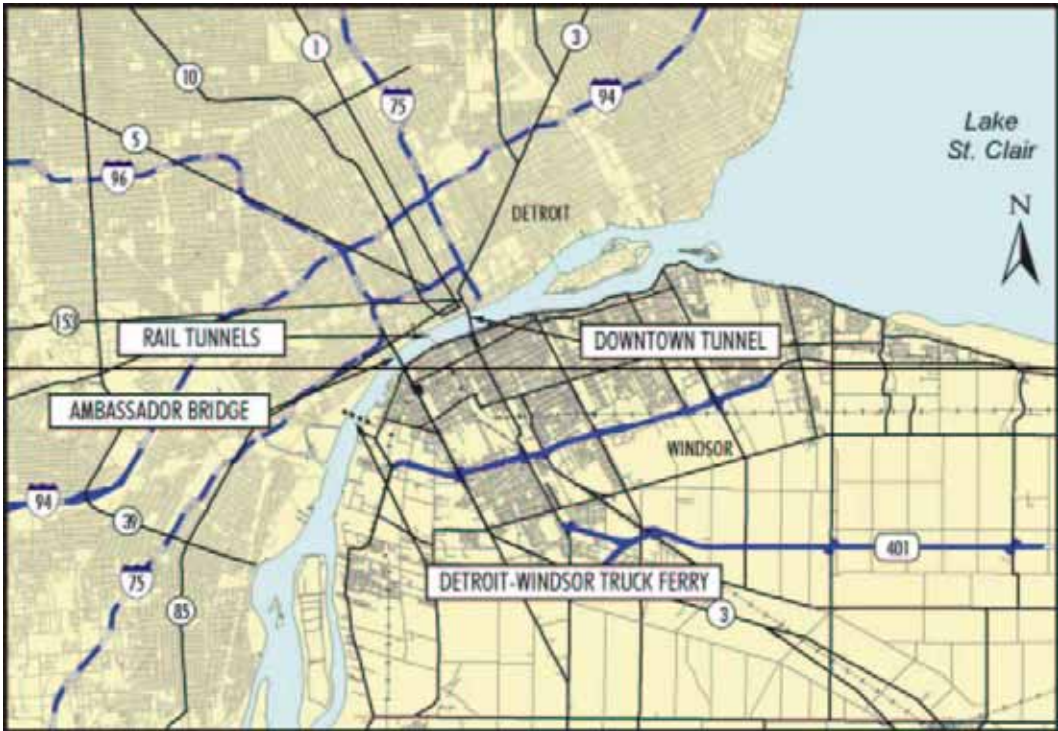 1
3
10
75
94
Lake
St. Clair
5
96
N
DETROIT
153
RAIL TUNNELS
DOWNTOWN TUNNEL
AMBASSADOR BRIDGE
WINDSOR
94
39
401
75
DETROIT-WINDSOR TRUCK FERRY
85
3